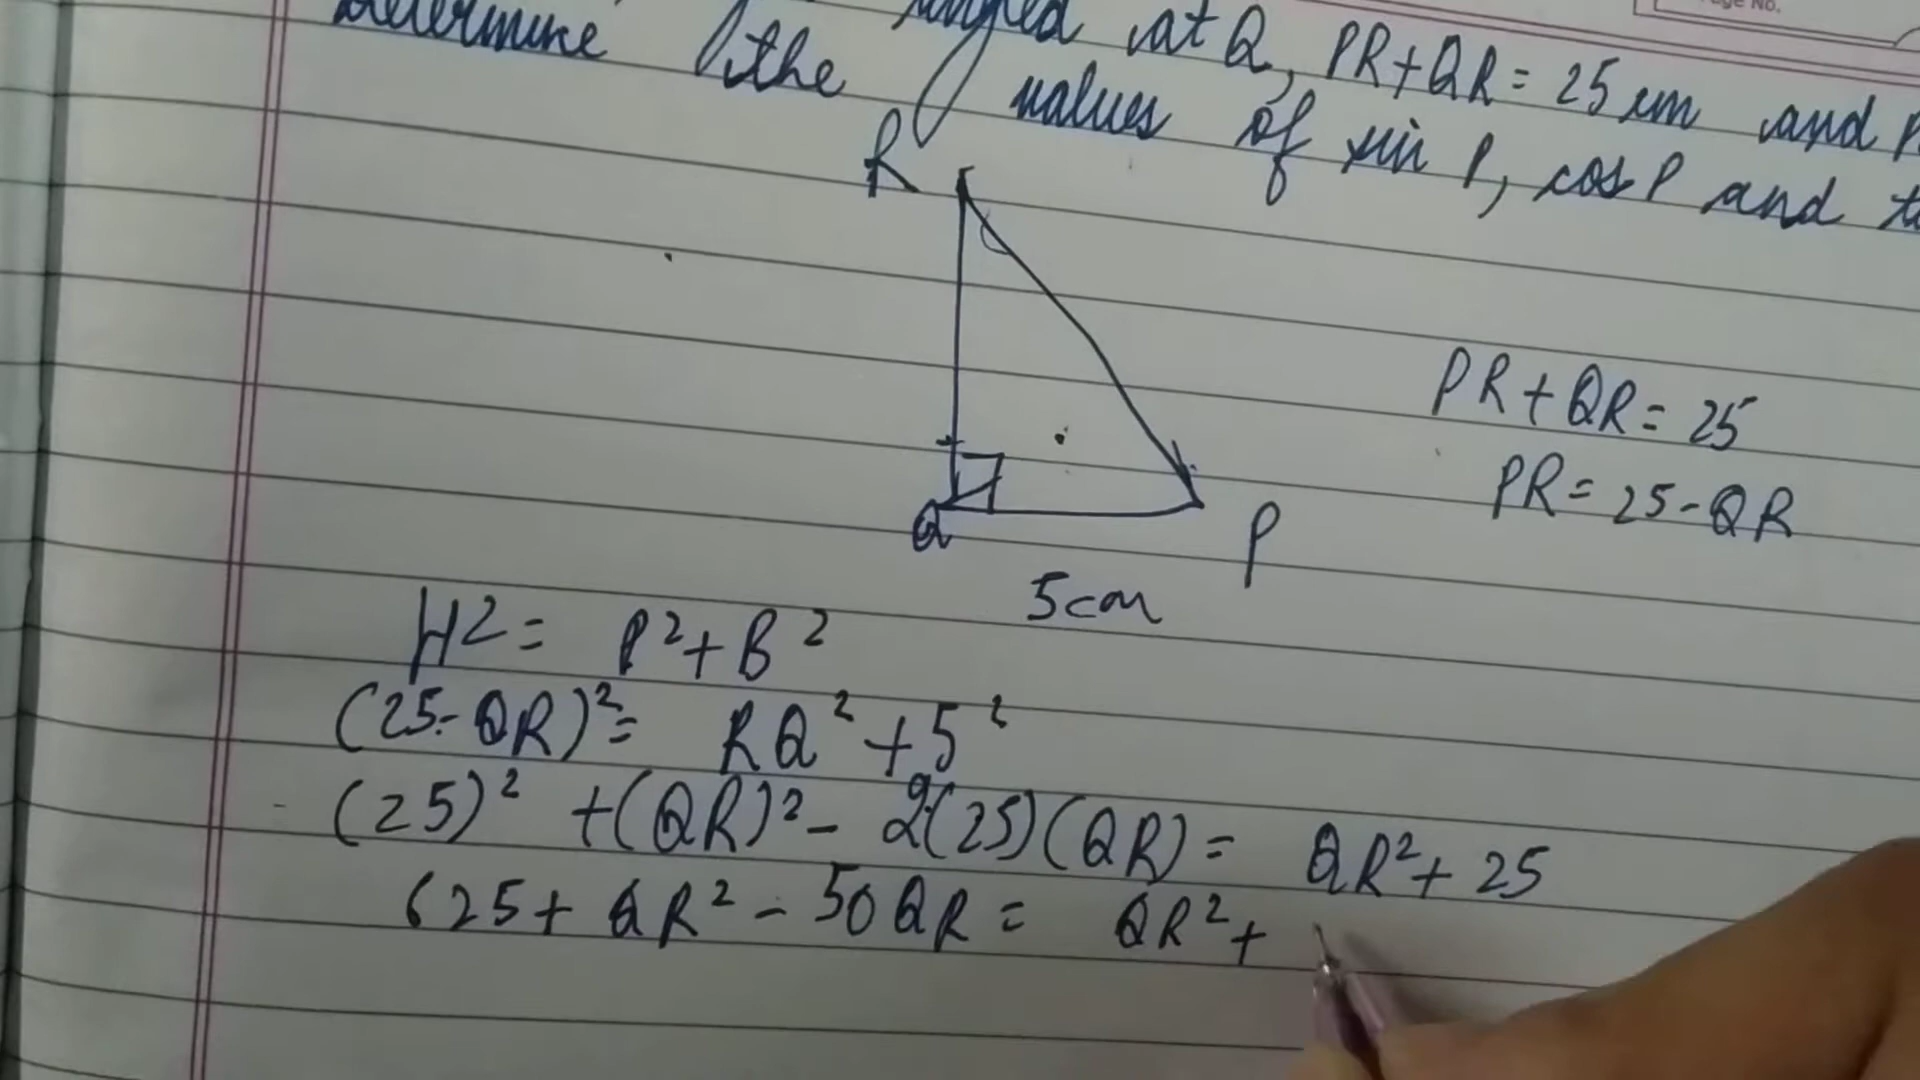 Page No.
angled at Q, PR+QR = 25 cm and P
Determine the values of sin P, cos P and t
R
PR+QR = 25
PR = 25-QR
Q
P
5cm
H2 = P²+B²
(25-QR)² = RQ²+5²
(25)² +(QR)²- 2(25)(QR) = QR²+ 25
625+ QR² - 50QR = QR²+